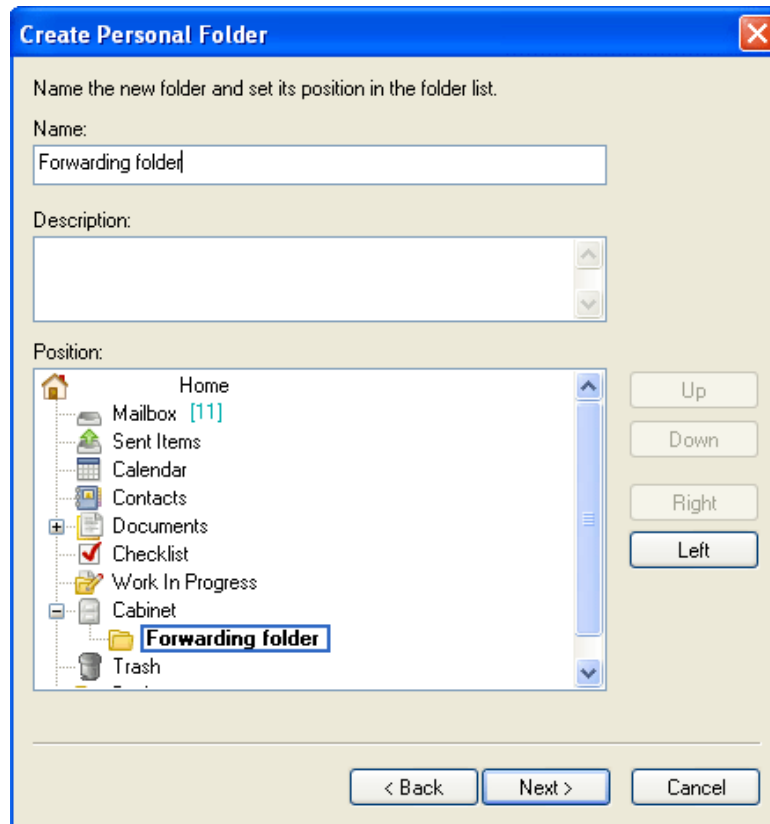 Create Personal Folder
Name the new folder and set its position in the folder list.
Name:
Forwarding folder
Description:
Position:
Home
Mailbox [11]
Sent Items
Calendar
Contacts
Documents
Checklist
Work In Progress
Cabinet
Forwarding folder
Trash
Up
Down
Right
Left
< Back
Next >
Cancel